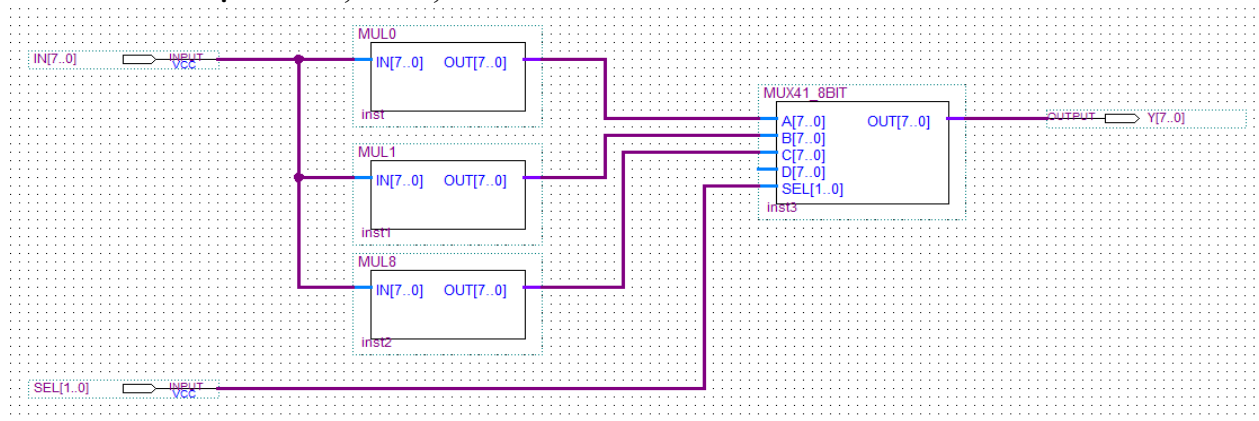 MUL0
IN[7..0] INPUT VCC
IN[7..0] OUT[7..0]
inst
MUX41_8BIT
A[7..0] OUT[7..0]
OUTPUT Y[7..0]
B[7..0]
C[7..0]
D[7..0]
SEL[1..0]
inst3
MUL1
IN[7..0] OUT[7..0]
inst1
MUL8
IN[7..0] OUT[7..0]
inst2
SEL[1..0] INPUT VCC